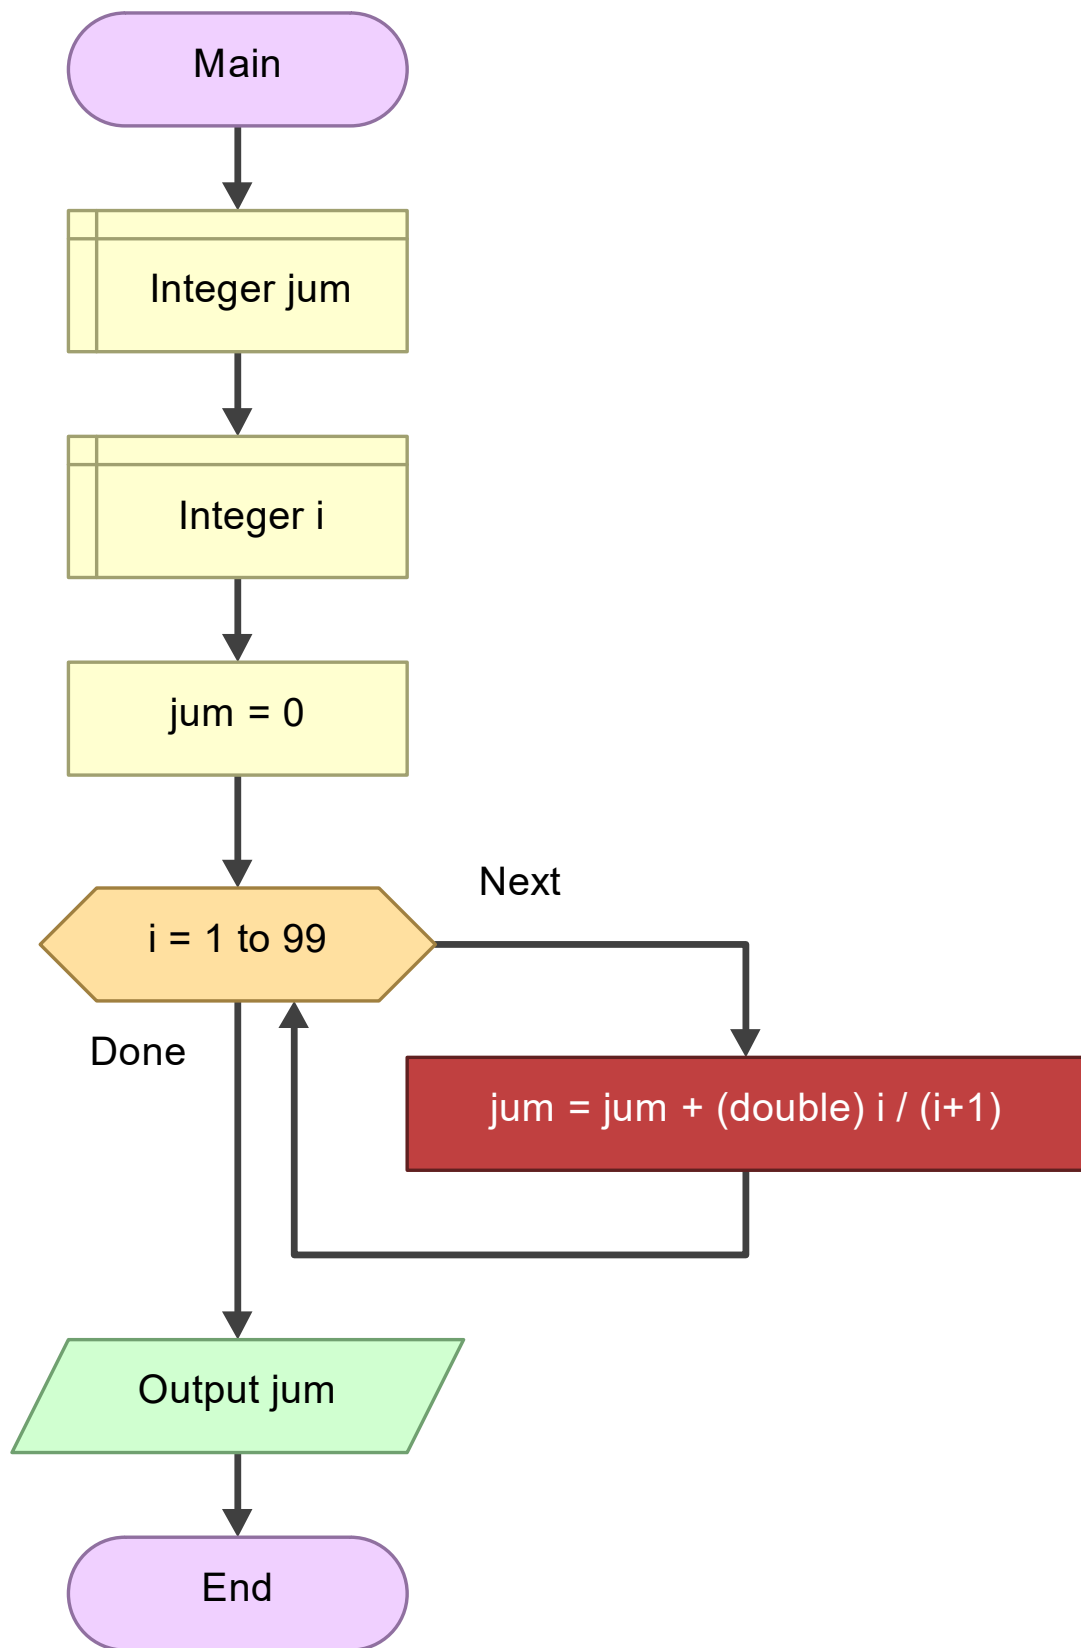 Main
Integer jum
Integer i
jum = 0
i = 1 to 99
Next
Done
jum = jum + (double) i / (i+1)
Output jum
End